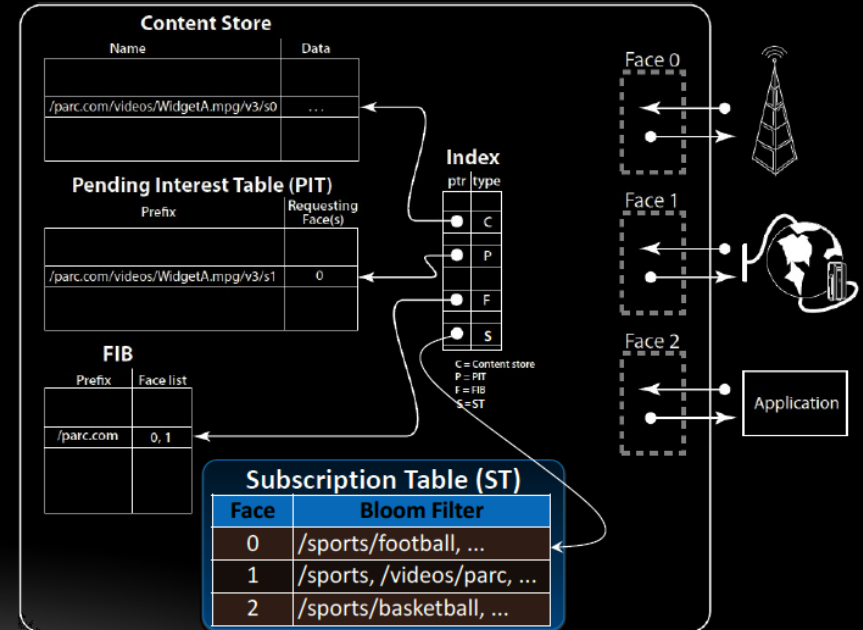 Content Store
Name Data
/parc.com/videos/WidgetA.mpg/v3/s0 ...
Pending Interest Table (PIT)
Prefix Requesting Face(s)
/parc.com/videos/WidgetA.mpg/v3/s1 0
FIB
Prefix Face list
/parc.com 0, 1
Index
ptr type
C
P
F
S
C = Content store
P = PIT
F = FIB
S = ST
Subscription Table (ST)
Face Bloom Filter
0 /sports/football, ...
1 /sports, /videos/parc, ...
2 /sports/basketball, ...
Face 0
Face 1
Face 2
Application